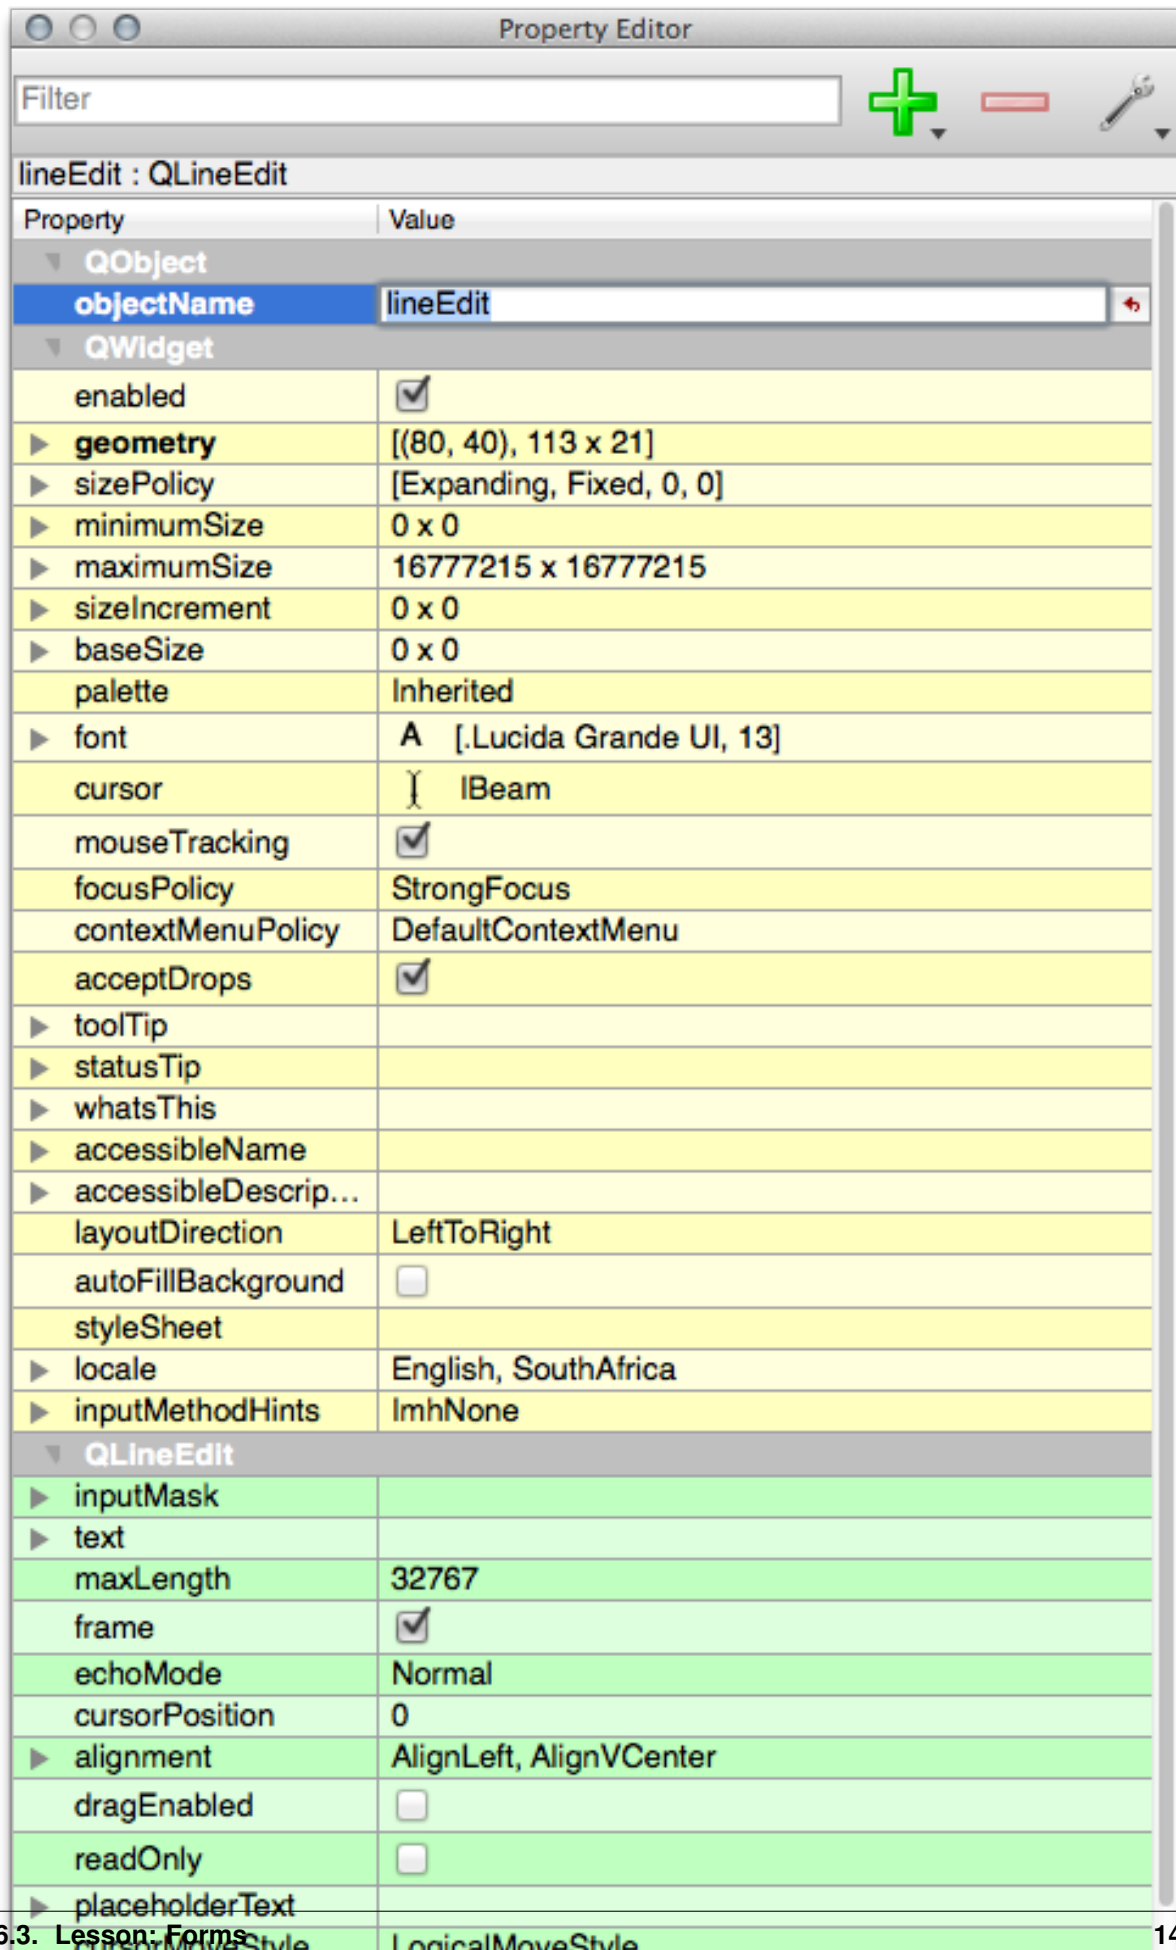 Property Editor
Filter
lineEdit : QLineEdit
Property Value
QObject
objectName lineEdit
QWidget
enabled
geometry [(80, 40), 113 x 21]
sizePolicy [Expanding, Fixed, 0, 0]
minimumSize 0 x 0
maximumSize 16777215 x 16777215
sizeIncrement 0 x 0
baseSize 0 x 0
palette Inherited
font A [.Lucida Grande UI, 13]
cursor IBeam
mouseTracking
focusPolicy StrongFocus
contextMenuPolicy DefaultContextMenu
acceptDrops
toolTip
statusTip
whatsThis
accessibleName
accessibleDescrip...
layoutDirection LeftToRight
autoFillBackground
styleSheet
locale English, SouthAfrica
inputMethodHints ImhNone
QLineEdit
inputMask
text
maxLength 32767
frame
echoMode Normal
cursorPosition 0
alignment AlignLeft, AlignVCenter
dragEnabled
readOnly
placeholderText
6.3. Lesson: Forms 14
cursorMoveStyle LogicalMoveStyle